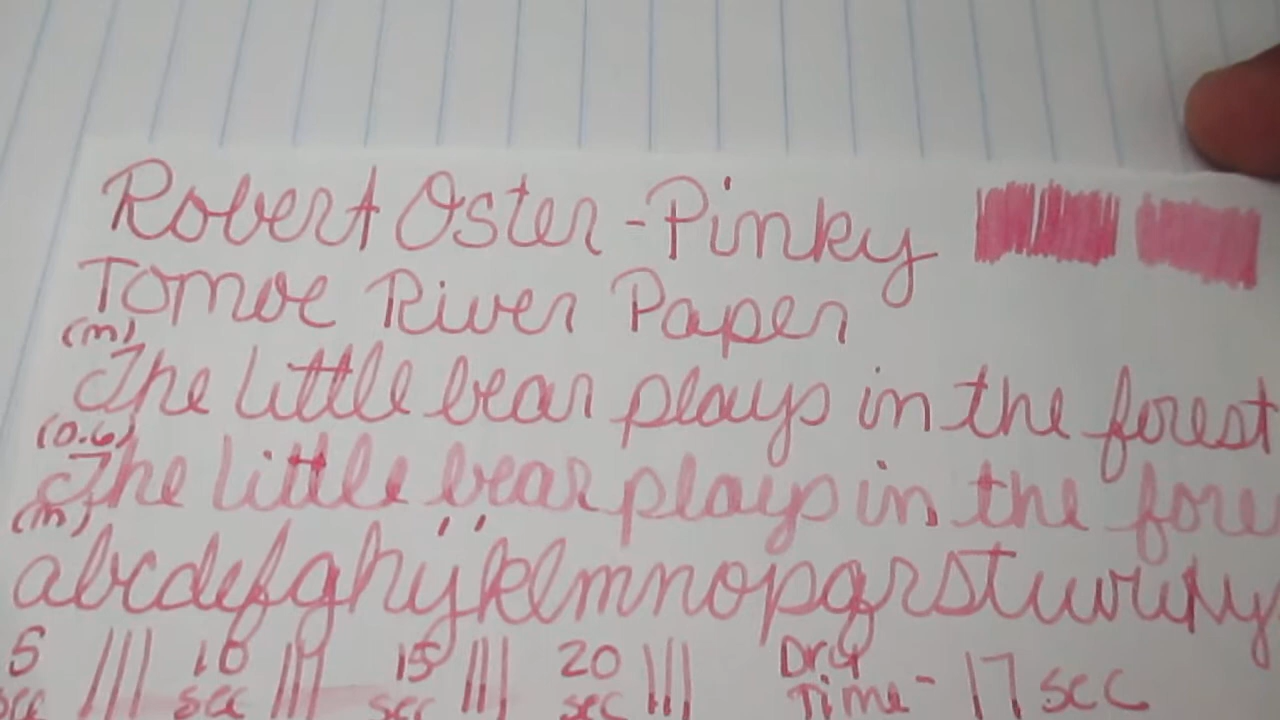 Robert Oster - Pinky
Tomoe River Paper
(m)
The little bear plays in the forest
(0.6)
The little bear plays in the fore
(m)
abcdefghijklmnopqrstuvwxy
5 sec ||| 10 sec ||| 15 sec ||| 20 sec ||| Dry Time - 17 sec